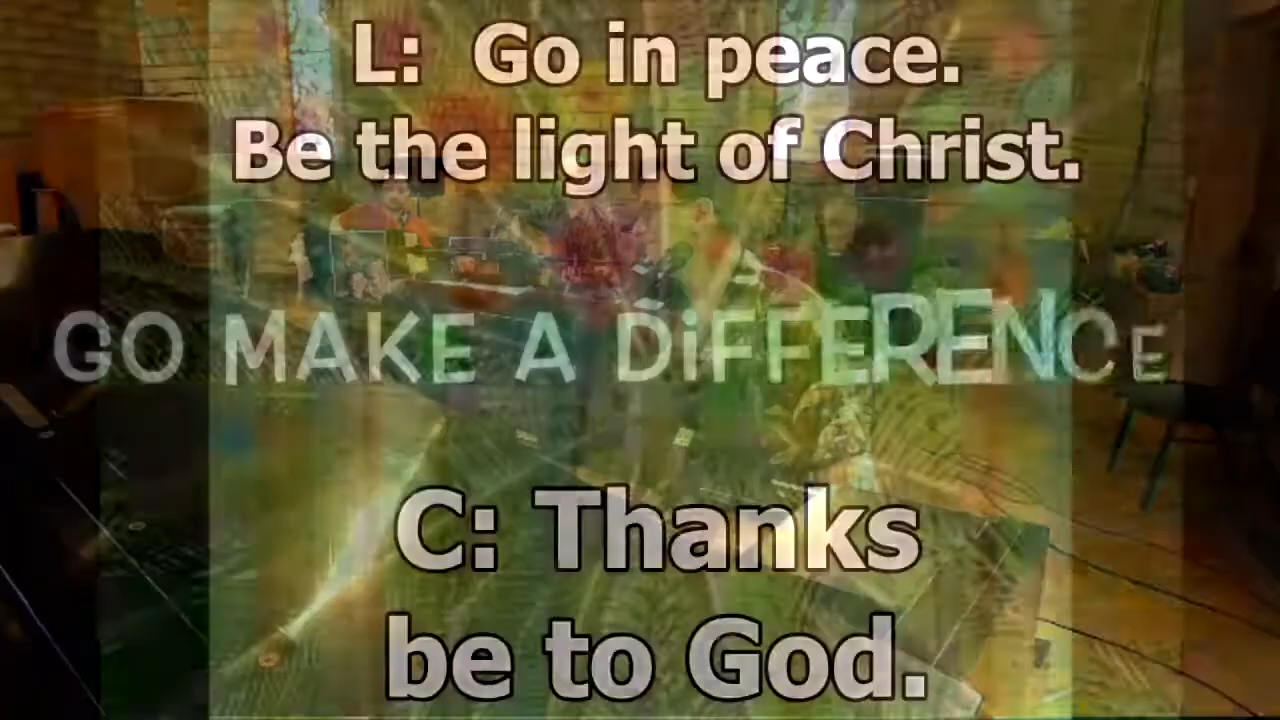 L: Go in peace.
Be the light of Christ.
GO MAKE A DiFFERENCE
C: Thanks
be to God.